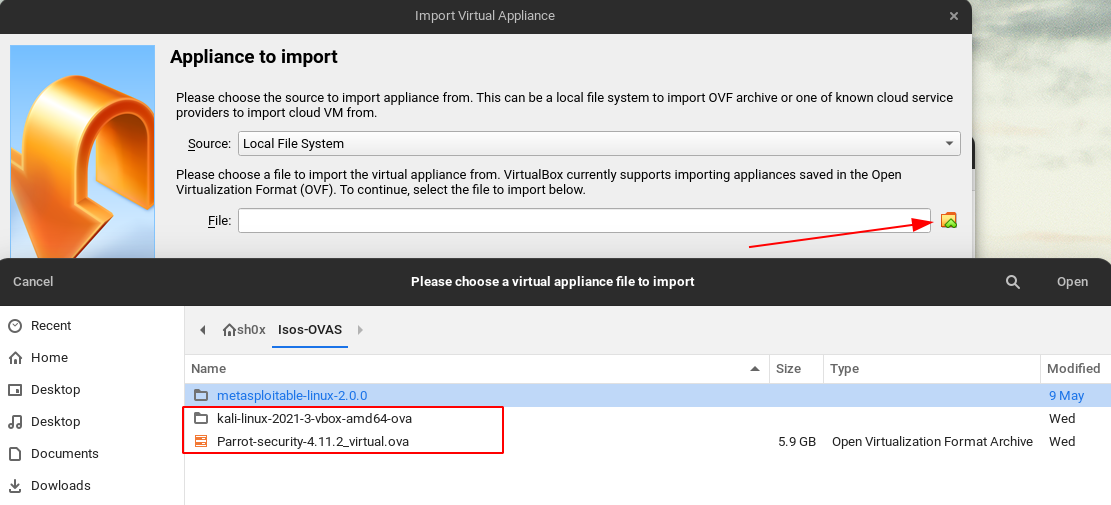 Import Virtual Appliance
Appliance to import
Please choose the source to import appliance from. This can be a local file system to import OVF archive or one of known cloud service
providers to import cloud VM from.
Source: Local File System
Please choose a file to import the virtual appliance from. VirtualBox currently supports importing appliances saved in the Open
Virtualization Format (OVF). To continue, select the file to import below.
File:
Cancel Please choose a virtual appliance file to import Open
Recent
Home
Desktop
Desktop
Documents
Dowloads
sh0x Isos-OVAS
Name Size Type Modified
metasploitable-linux-2.0.0 9 May
kali-linux-2021-3-vbox-amd64-ova Wed
Parrot-security-4.11.2_virtual.ova 5.9 GB Open Virtualization Format Archive Wed